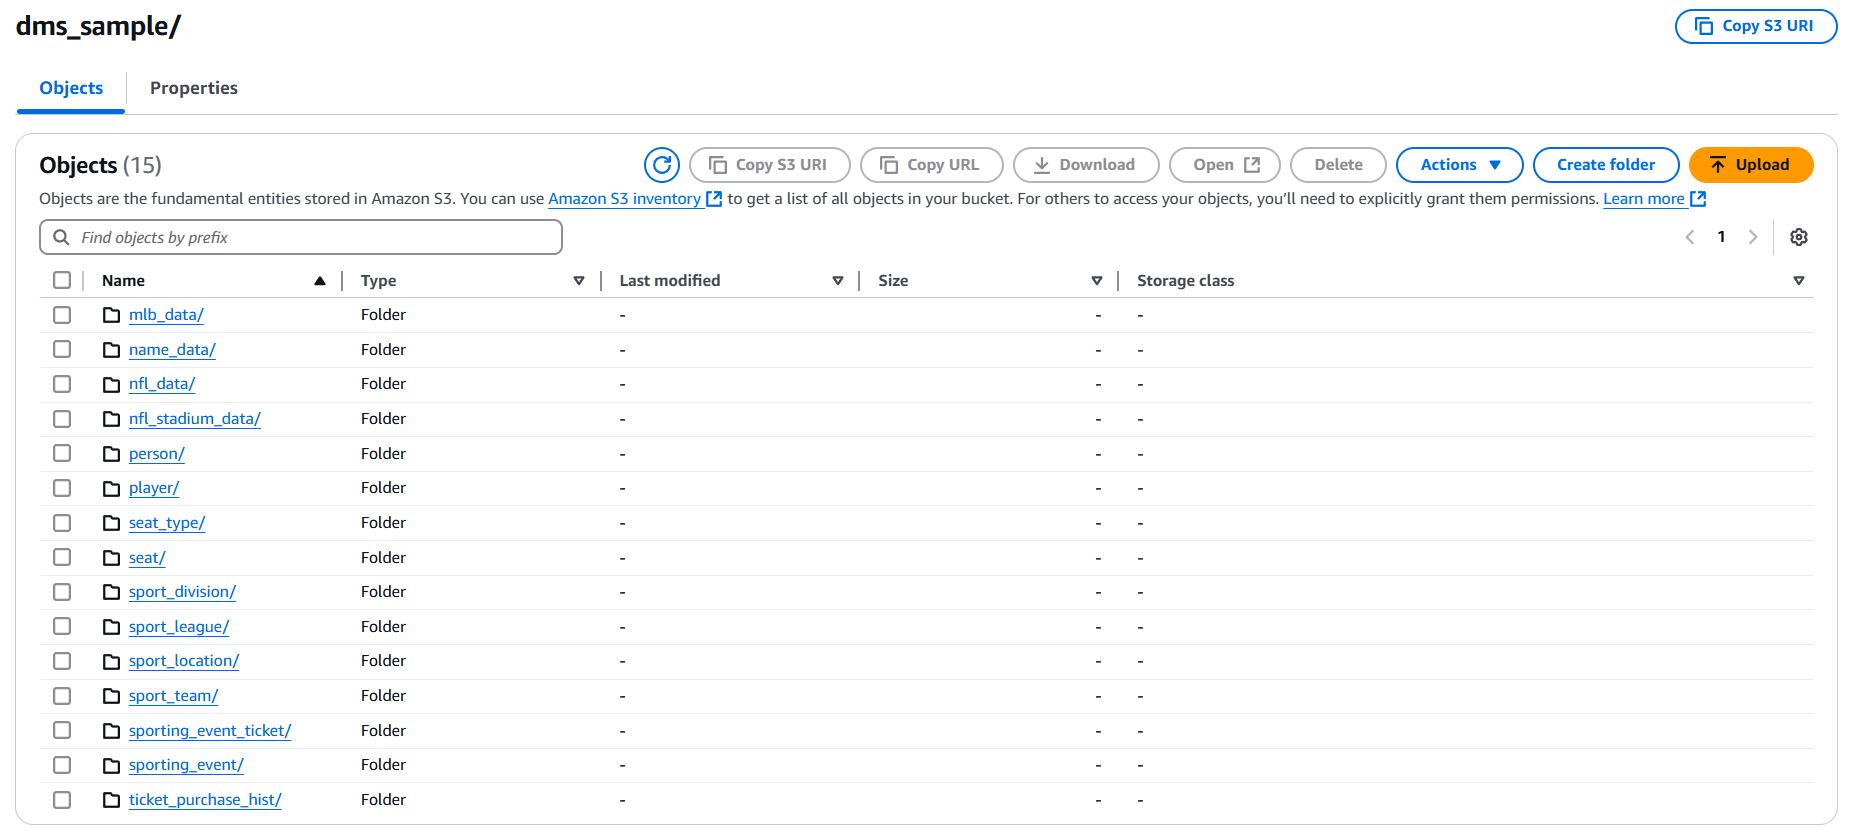 dms_sample/
Copy S3 URI
Objects
Properties
Objects (15)
Copy S3 URI
Copy URL
Download
Open
Delete
Actions
Create folder
Upload
Objects are the fundamental entities stored in Amazon S3. You can use Amazon S3 inventory to get a list of all objects in your bucket. For others to access your objects, you'll need to explicitly grant them permissions. Learn more
Find objects by prefix
1
Name Type Last modified Size Storage class
mlb_data/ Folder - - -
name_data/ Folder - - -
nfl_data/ Folder - - -
nfl_stadium_data/ Folder - - -
person/ Folder - - -
player/ Folder - - -
seat_type/ Folder - - -
seat/ Folder - - -
sport_division/ Folder - - -
sport_league/ Folder - - -
sport_location/ Folder - - -
sport_team/ Folder - - -
sporting_event_ticket/ Folder - - -
sporting_event/ Folder - - -
ticket_purchase_hist/ Folder - - -